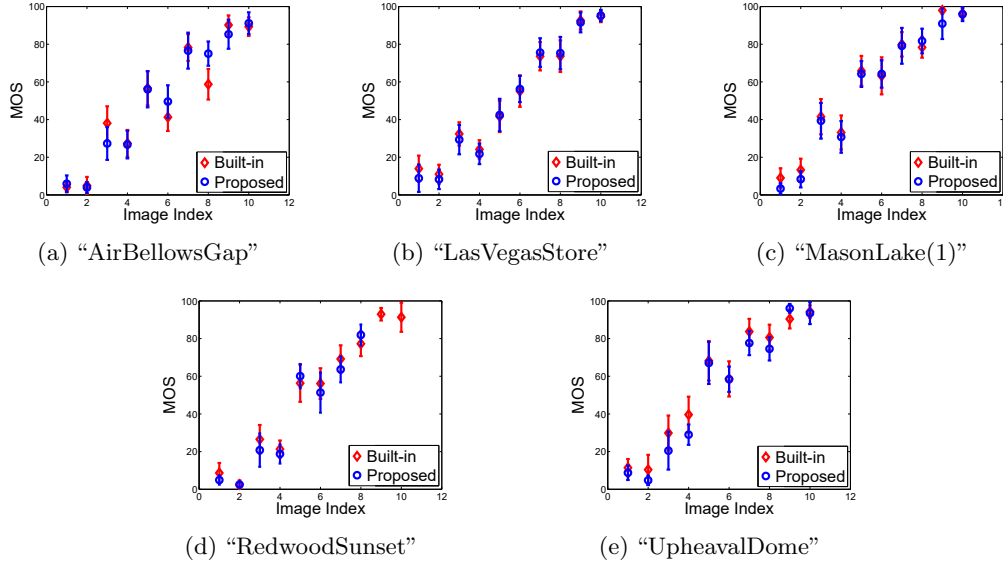 100
80
60
40
20
0
MOS
0 2 4 6 8 10 12
Image Index
Built-in
Proposed
(a) “AirBellowsGap”
100
80
60
40
20
0
MOS
0 2 4 6 8 10 12
Image Index
Built-in
Proposed
(b) “LasVegasStore”
100
80
60
40
20
0
MOS
0 2 4 6 8 10 12
Image Index
Built-in
Proposed
(c) “MasonLake(1)”
100
80
60
40
20
0
MOS
0 2 4 6 8 10 12
Image Index
Built-in
Proposed
(d) “RedwoodSunset”
100
80
60
40
20
0
MOS
0 2 4 6 8 10 12
Image Index
Built-in
Proposed
(e) “UpheavalDome”